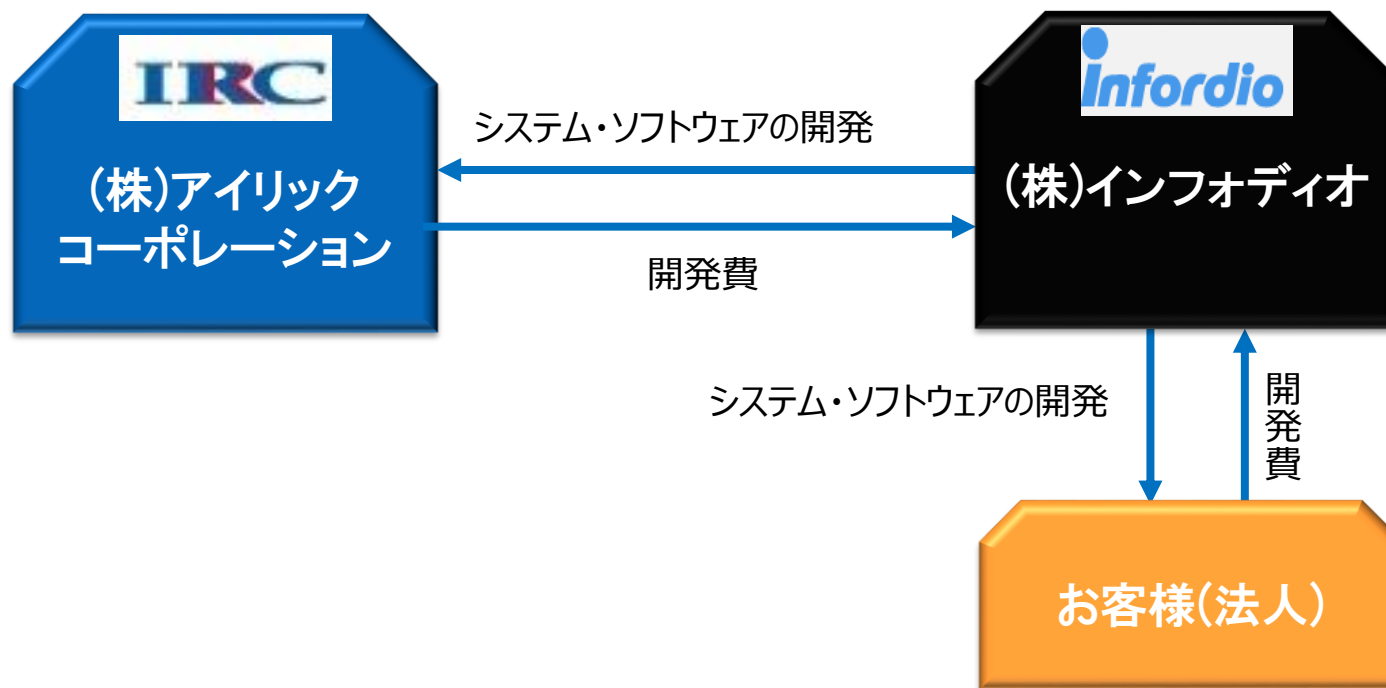 IRC
infordio
システム・ソフトウェアの開発
(株)アイリック
コーポレーション
(株)インフォディオ
開発費
システム・ソフトウェアの開発
開発費
お客様(法人)